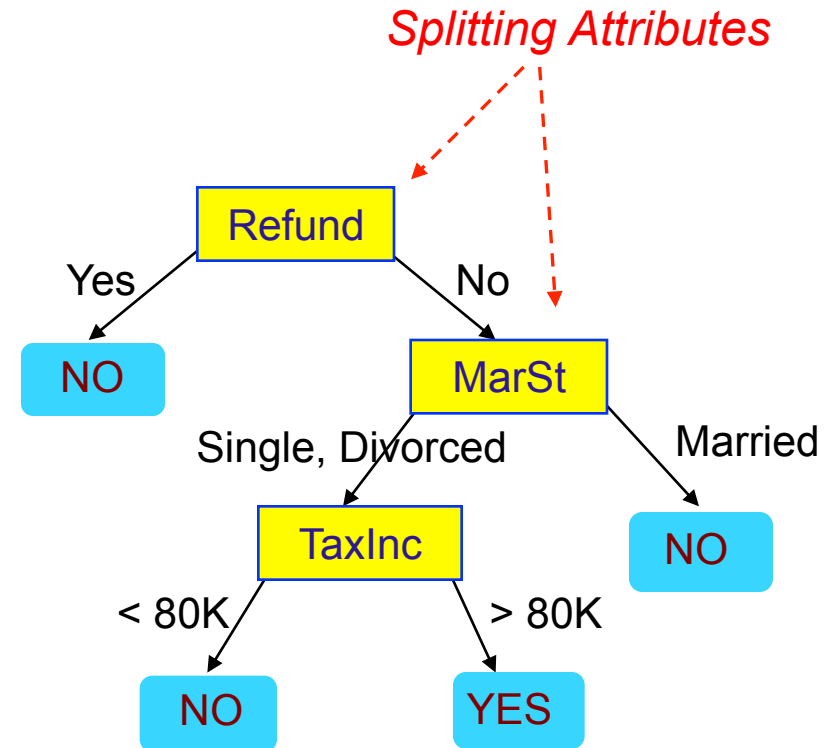 Splitting Attributes
Refund
Yes
No
NO
MarSt
Single, Divorced
Married
TaxInc
NO
< 80K
> 80K
NO
YES